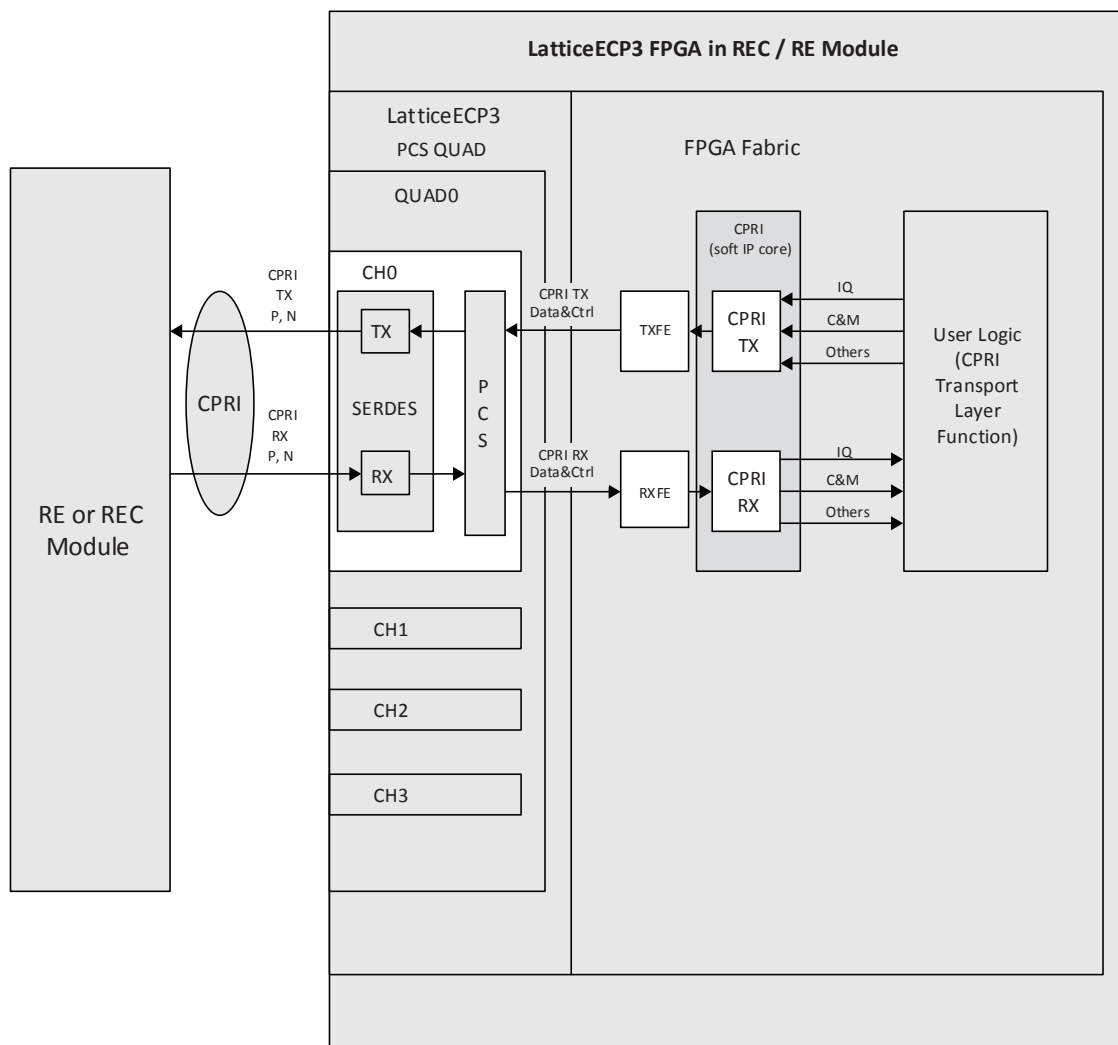 LatticeECP3 FPGA in REC / RE Module
LatticeECP3
PCS QUAD
QUAD0
FPGA Fabric
CPRI
(soft IP core)
CPRI
TX
P, N
CH0
TX
SERDES
RX
P
C
S
CPRI TX
Data&Ctrl
TXFE
CPRI
TX
IQ
C&M
Others
User Logic
(CPRI
Transport
Layer
Function)
CPRI
CPRI
RX
P, N
CPRI RX
Data&Ctrl
RXFE
CPRI
RX
IQ
C&M
Others
RE or REC
Module
CH1
CH2
CH3